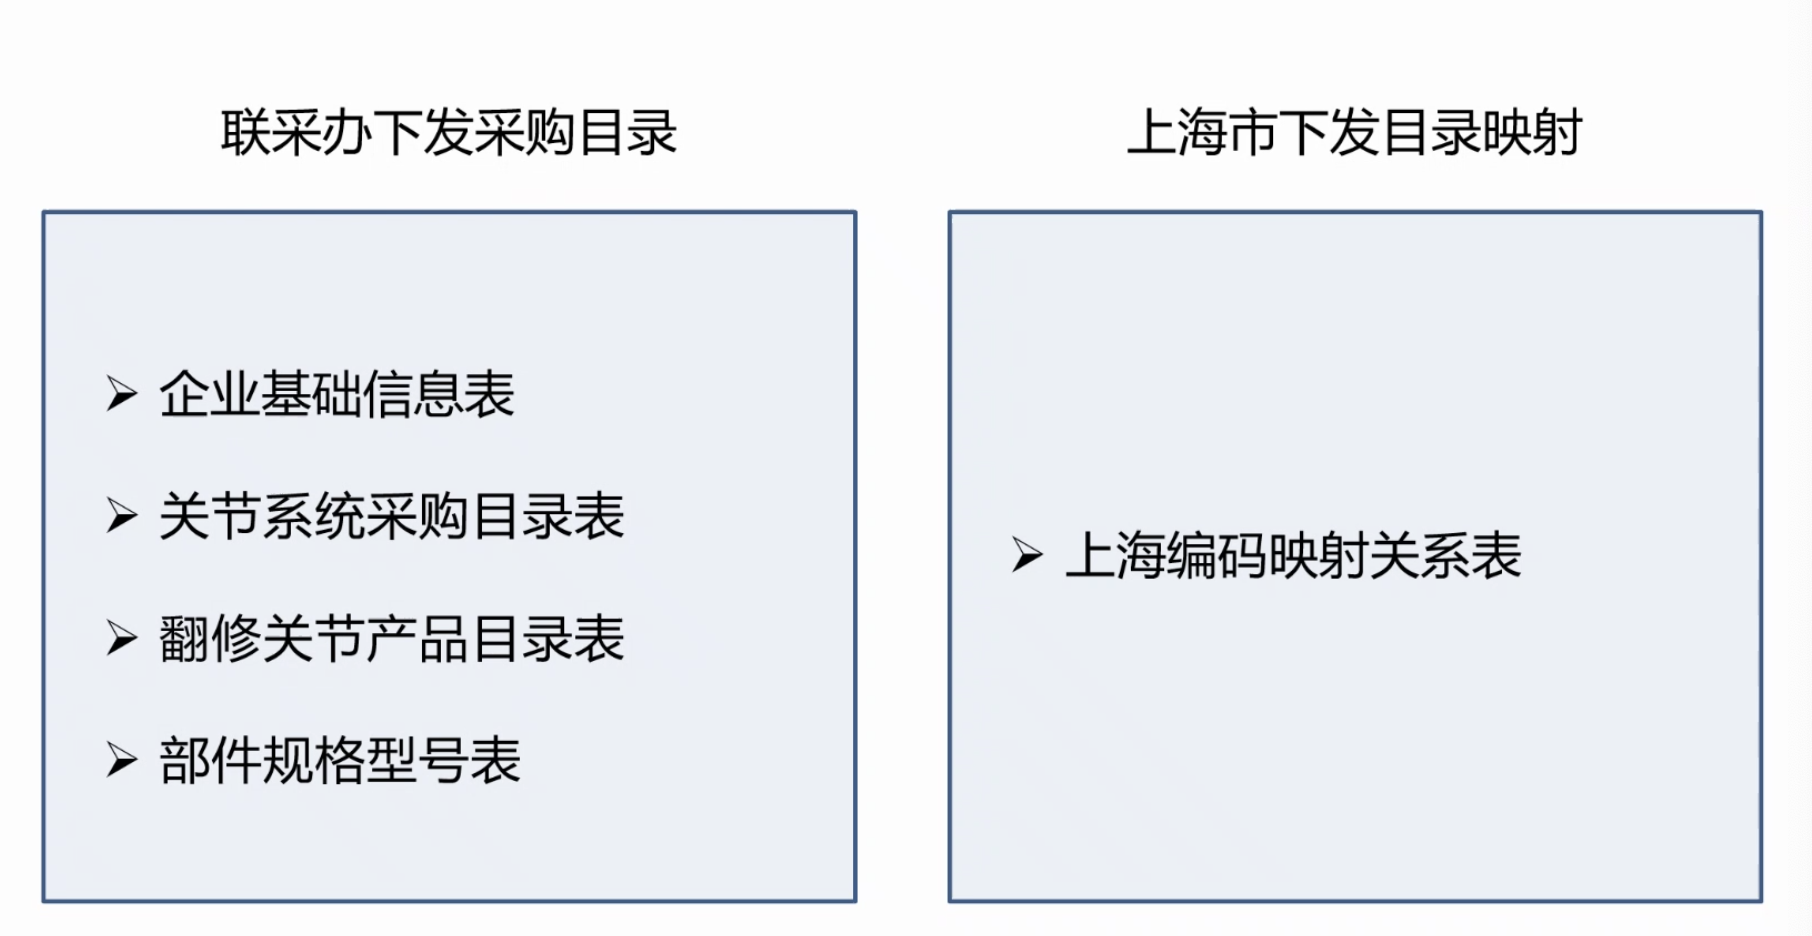 联采办下发采购目录
企业基础信息表
关节系统采购目录表
翻修关节产品目录表
部件规格型号表
上海市下发目录映射
上海编码映射关系表